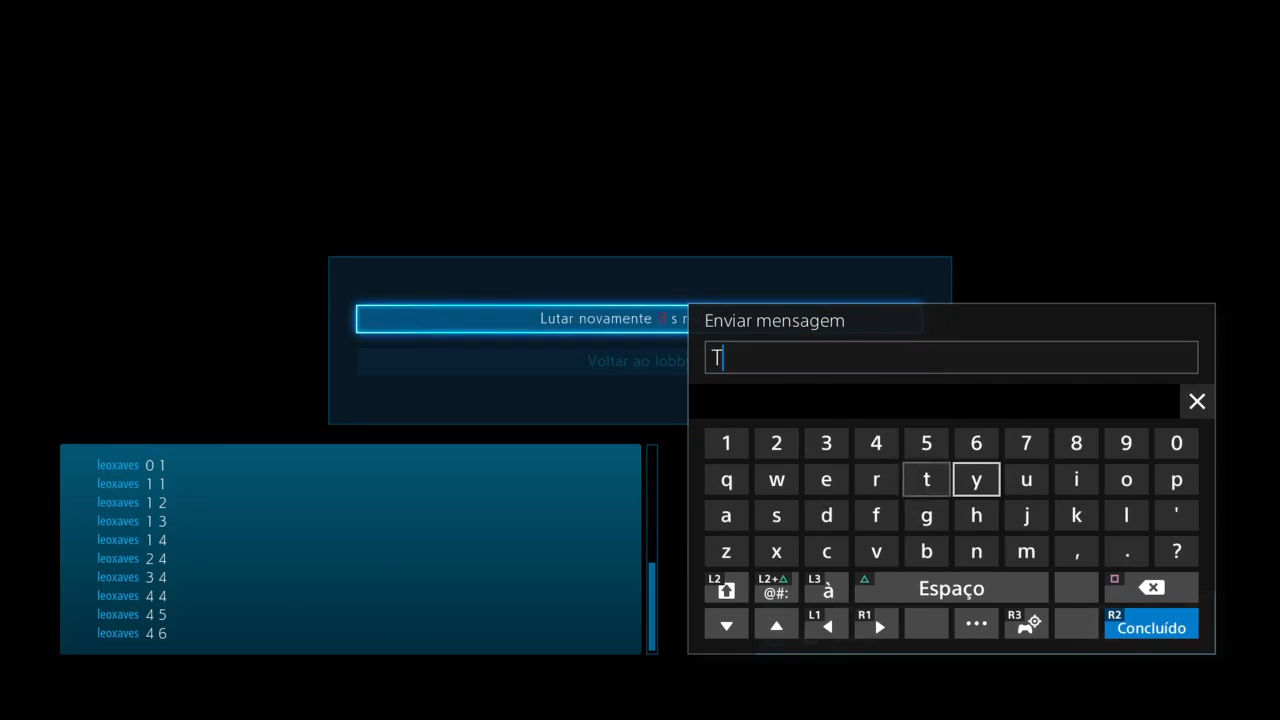 Lutar novamente 3 s r
Voltar ao lobby
Enviar mensagem
T
leoxaves 0 1
leoxaves 1 1
leoxaves 1 2
leoxaves 1 3
leoxaves 1 4
leoxaves 2 4
leoxaves 3 4
leoxaves 4 4
leoxaves 4 5
leoxaves 4 6
1 2 3 4 5 6 7 8 9 0
q w e r t y u i o p
a s d f g h j k l '
z x c v b n m , . ?
L2 L2+△ @#: L3 à △ Espaço □
L1 R1 ... R3 R2 Concluído